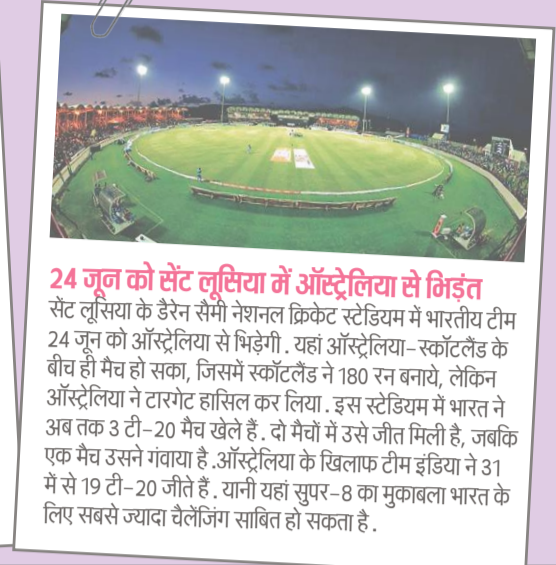 24 जून को सेंट लूसिया में ऑस्ट्रेलिया से भिड़ंत
सेंट लूसिया के डैरेन सैमी नेशनल क्रिकेट स्टेडियम में भारतीय टीम
24 जून को ऑस्ट्रेलिया से भिड़ेगी. यहां ऑस्ट्रेलिया-स्कॉटलैंड के
बीच ही मैच हो सका, जिसमें स्कॉटलैंड ने 180 रन बनाये, लेकिन
ऑस्ट्रेलिया ने टारगेट हासिल कर लिया. इस स्टेडियम में भारत ने
अब तक 3 टी-20 मैच खेले हैं. दो मैचों में उसे जीत मिली है, जबकि
एक मैच उसने गंवाया है.ऑस्ट्रेलिया के खिलाफ टीम इंडिया ने 31
में से 19 टी-20 जीते हैं. यानी यहां सुपर-8 का मुकाबला भारत के
लिए सबसे ज्यादा चैलेंजिंग साबित हो सकता है.